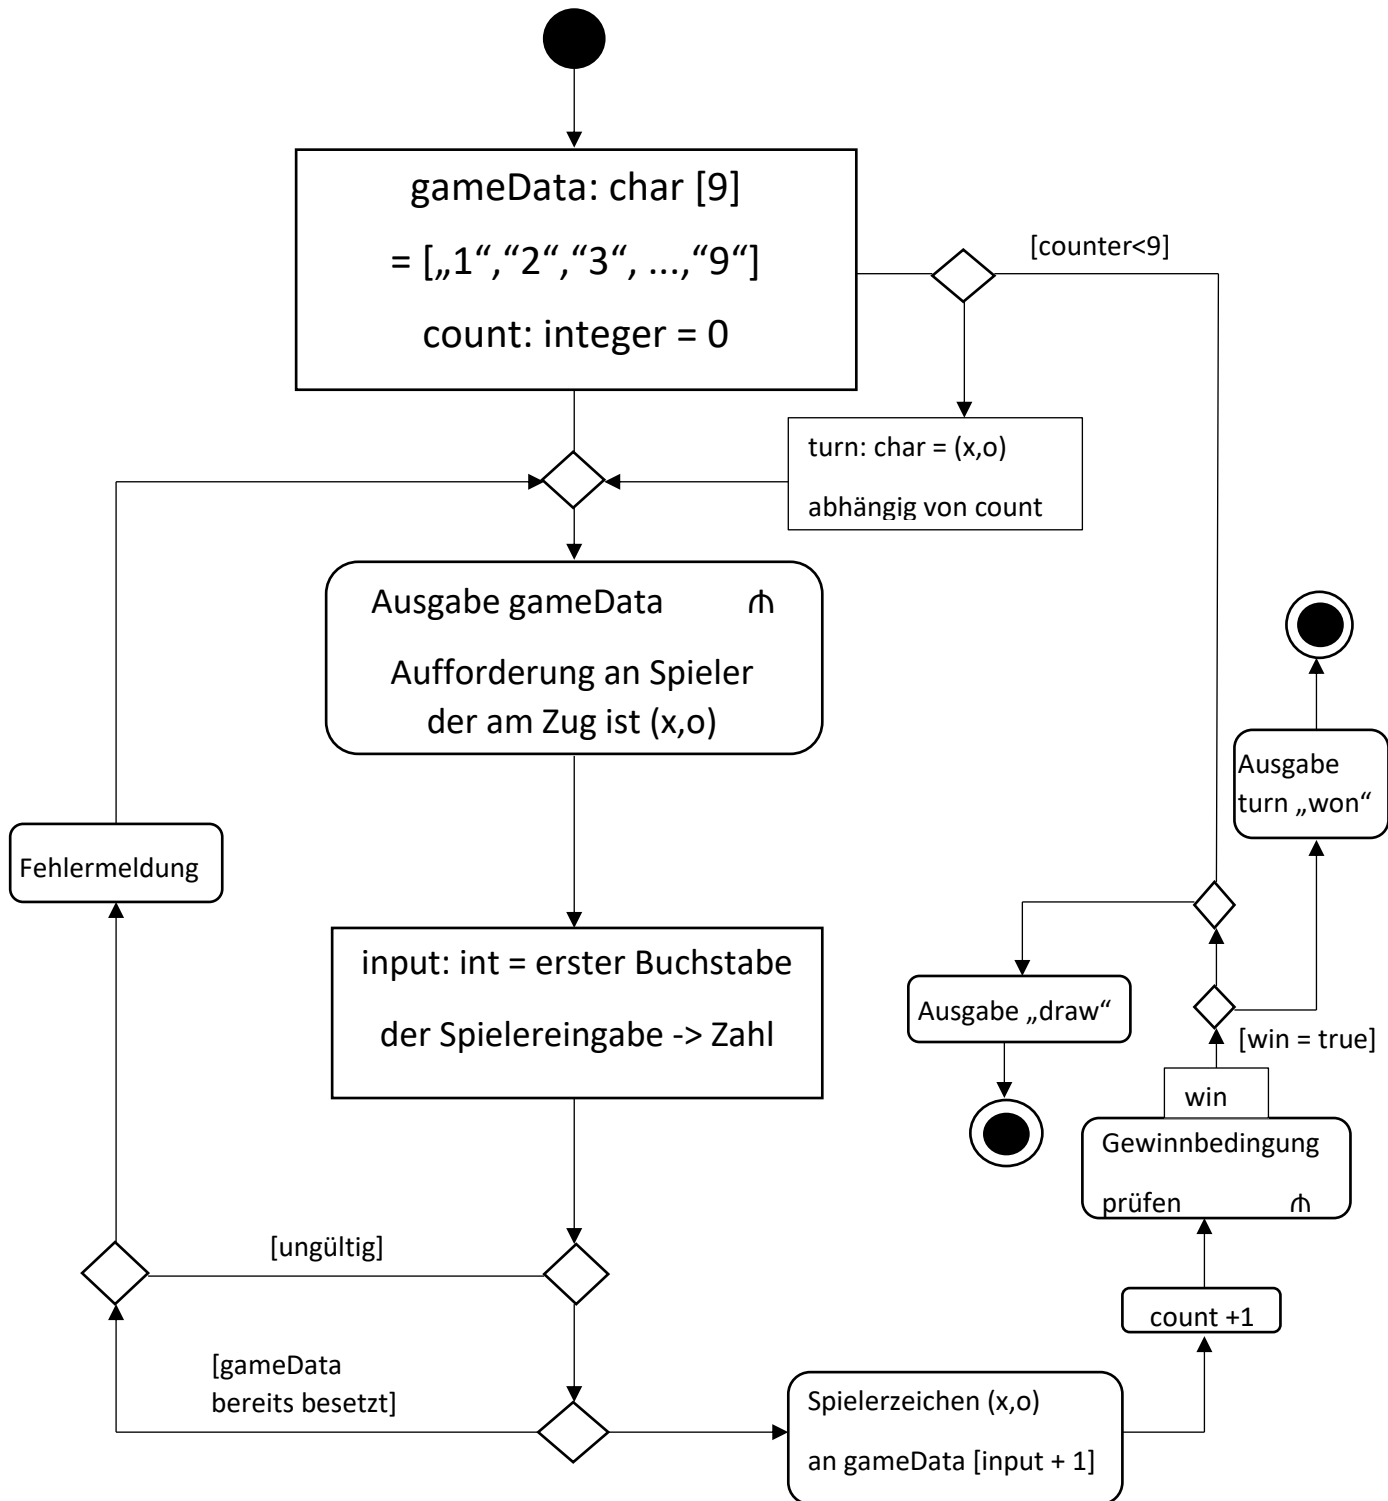 gameData: char [9]
= [„1“,“2“,“3“, ...,“9“]
count: integer = 0
[counter<9]
turn: char = (x,o)
abhängig von count
Ausgabe gameData
Aufforderung an Spieler
der am Zug ist (x,o)
Ausgabe
turn „won“
Fehlermeldung
input: int = erster Buchstabe
der Spielereingabe -> Zahl
Ausgabe „draw“
[win = true]
win
Gewinnbedingung
prüfen
[ungültig]
count +1
[gameData
bereits besetzt]
Spielerzeichen (x,o)
an gameData [input + 1]